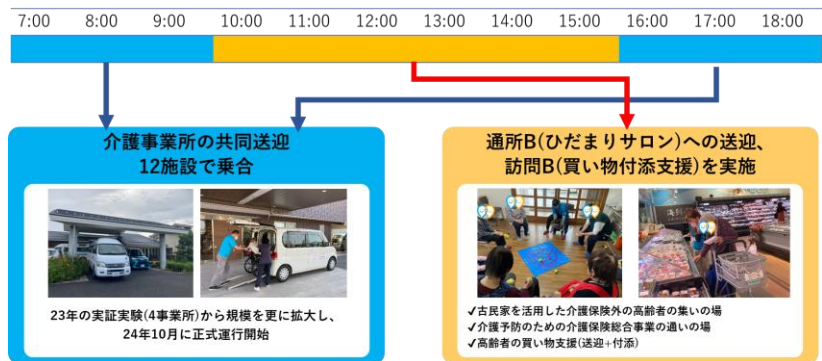 7:00 8:00 9:00 10:00 11:00 12:00 13:00 14:00 15:00 16:00 17:00 18:00
介護事業所の共同送迎
12施設で乗合
23年の実証実験(4事業所)から規模を更に拡大し、
24年10月に正式運行開始
通所B(ひだまりサロン)への送迎、
訪問B(買い物付添支援)を実施
✓古民家を活用した介護保険外の高齢者の集いの場
✓介護予防のための介護保険総合事業の通いの場
✓高齢者の買い物支援(送迎+付添)